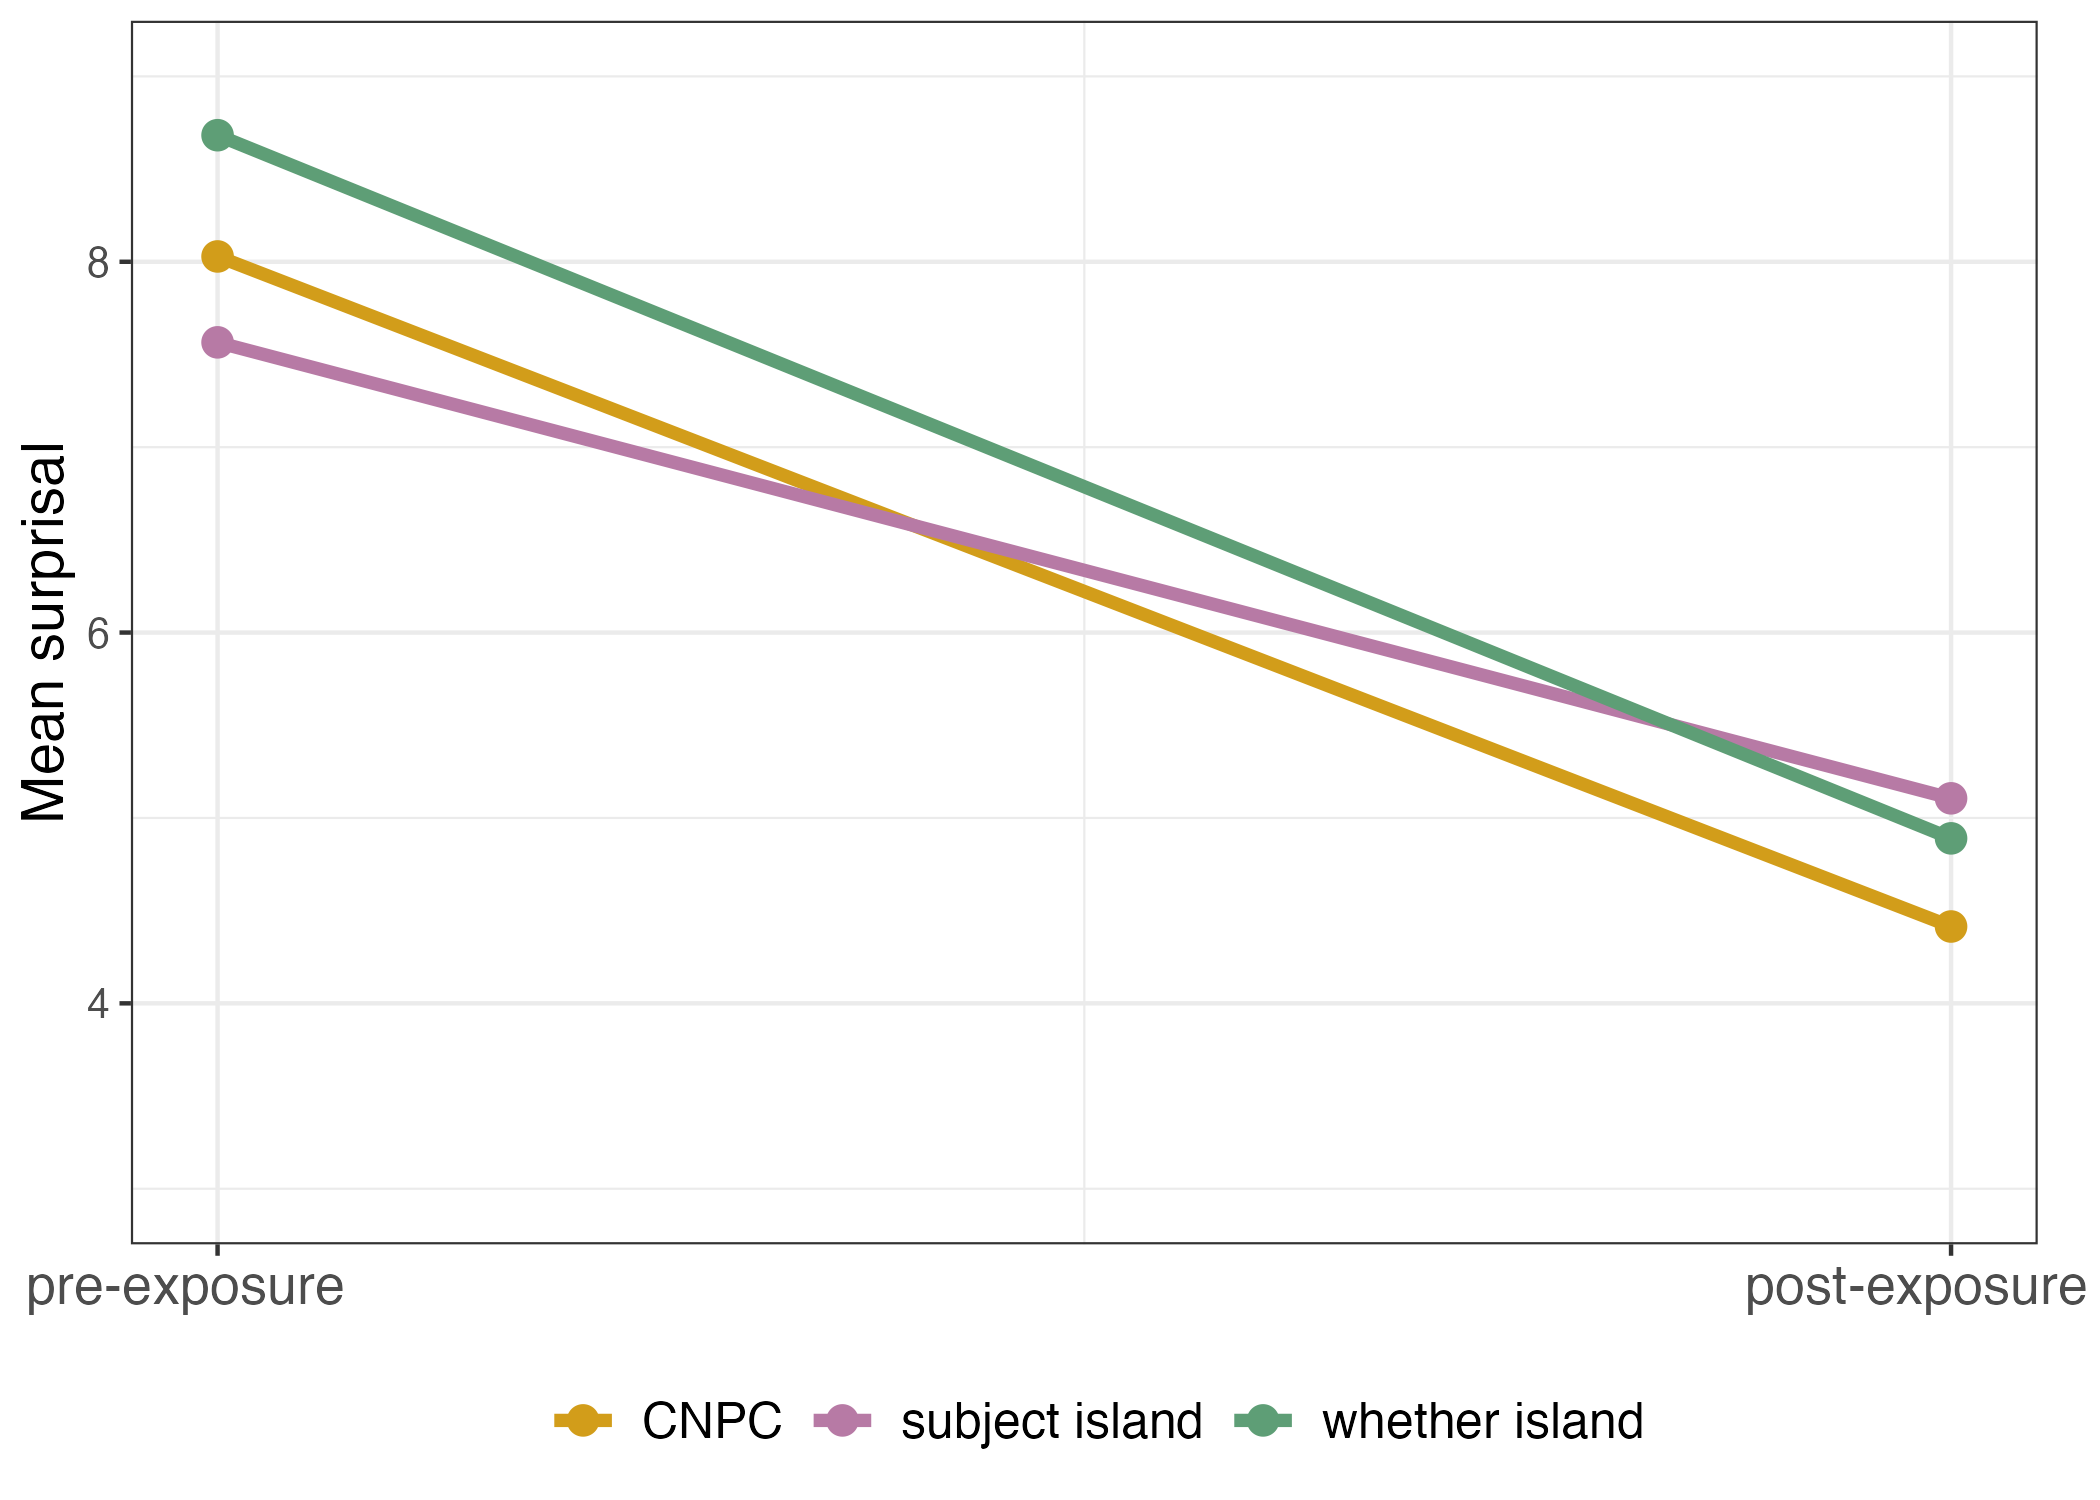 Mean surprisal
8
6
4
pre-exposure post-exposure
CNPC subject island whether island